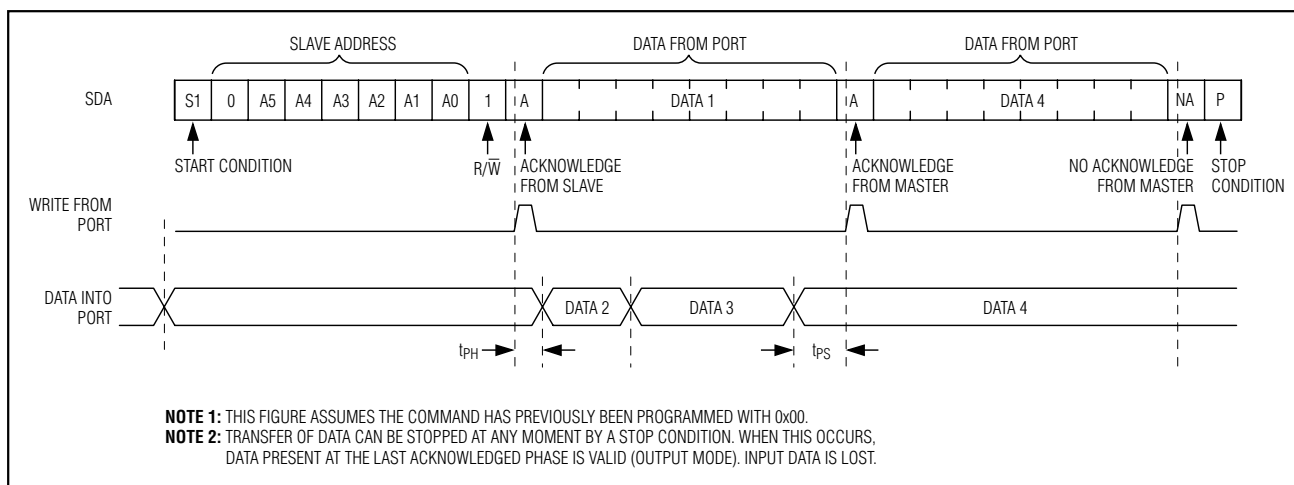 SLAVE ADDRESS DATA FROM PORT DATA FROM PORT
SDA S1 0 A5 A4 A3 A2 A1 A0 1 A DATA 1 A DATA 4 NA P
START CONDITION R/W̅ ACKNOWLEDGE FROM SLAVE ACKNOWLEDGE FROM MASTER NO ACKNOWLEDGE FROM MASTER STOP CONDITION
WRITE FROM
PORT
DATA INTO
PORT
DATA 2 DATA 3 DATA 4
tPH tPS
NOTE 1: THIS FIGURE ASSUMES THE COMMAND HAS PREVIOUSLY BEEN PROGRAMMED WITH 0x00.
NOTE 2: TRANSFER OF DATA CAN BE STOPPED AT ANY MOMENT BY A STOP CONDITION. WHEN THIS OCCURS,
DATA PRESENT AT THE LAST ACKNOWLEDGED PHASE IS VALID (OUTPUT MODE). INPUT DATA IS LOST.